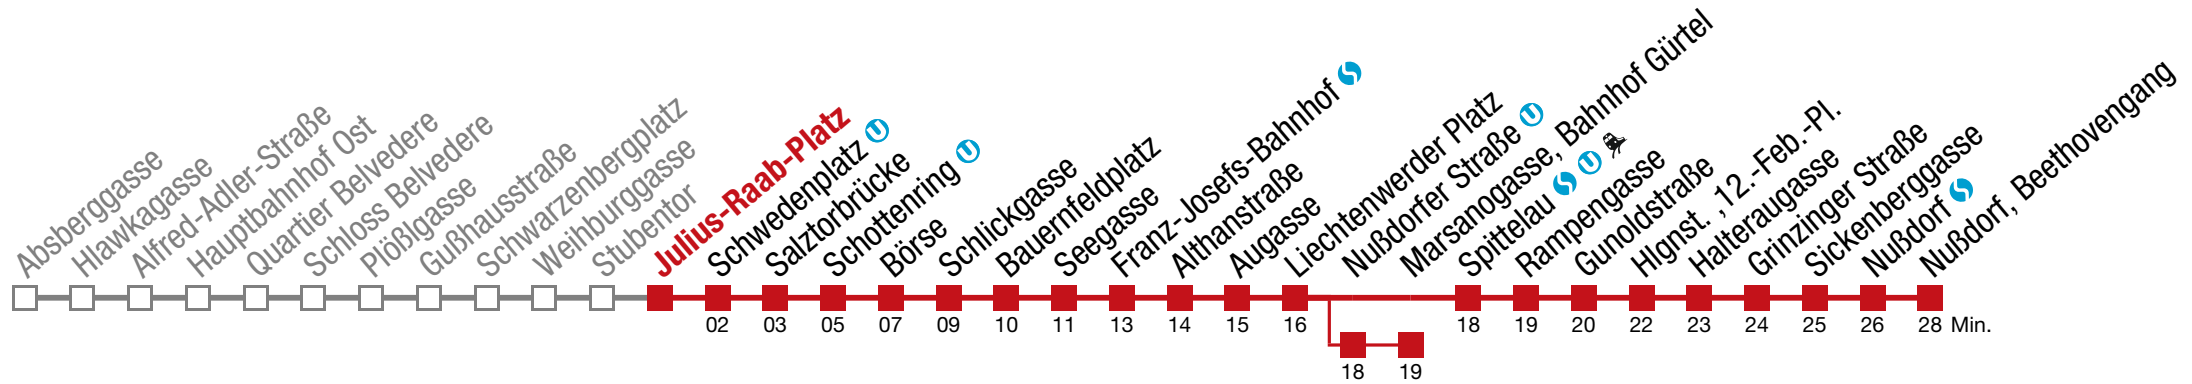 Absberggasse
Hlawkagasse
Alfred-Adler-Straße
Hauptbahnhof Ost
Quartier Belvedere
Schloss Belvedere
Plößlgasse
Gußhausstraße
Schwarzenbergplatz
Weihburggasse
Stubentor
Julius-Raab-Platz
Schwedenplatz U
Salztorbrücke
Schottenring U
Börse
Schlickgasse
Bauernfeldplatz
Seegasse
Franz-Josefs-Bahnhof S
Althanstraße
Augasse
Liechtenwerder Platz
Nußdorfer Straße U
Marsanogasse, Bahnhof Gürtel
Spittelau S U
Rampengasse
Gunoldstraße
Hlgnst. ,12.-Feb.-Pl.
Halteraugasse
Grinzinger Straße
Sickenberggasse
Nußdorf S
Nußdorf, Beethovengang
02 03 05 07 09 10 11 13 14 15 16 18 19 20 22 23 24 25 26 28 Min.
18 19